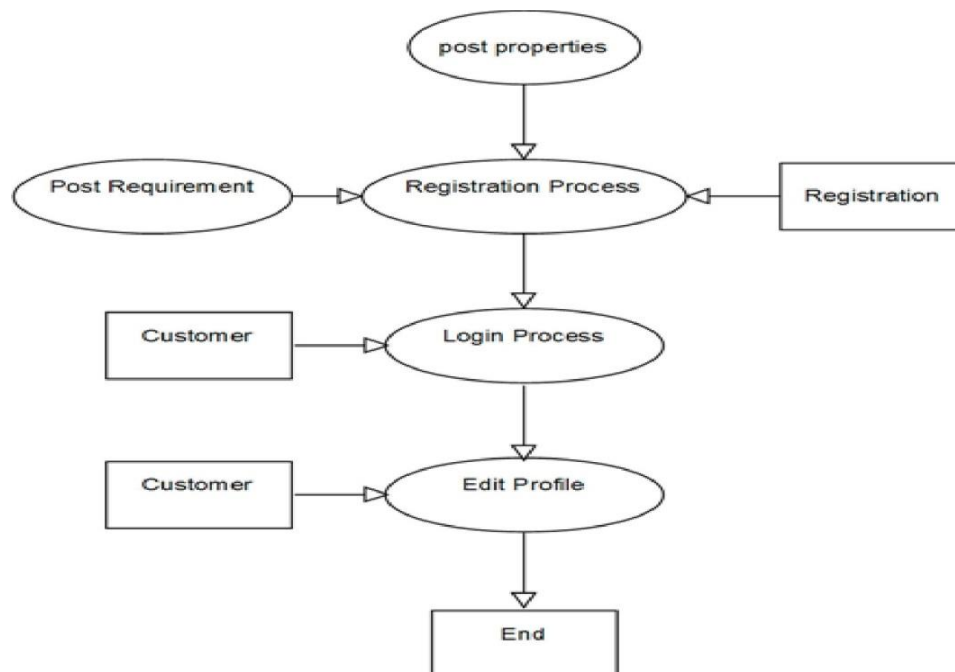 post properties
Post Requirement
Registration Process
Registration
Customer
Login Process
Customer
Edit Profile
End